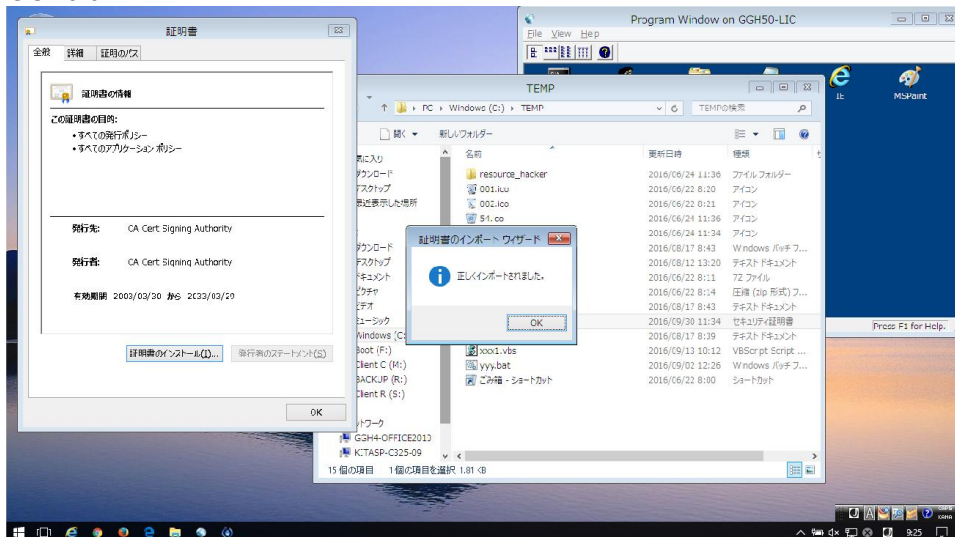 証明書
全般
詳細
証明のパス
証明書の情報
この証明書の目的:
• すべての発行ポリシー
• すべてのアプリケーション ポリシー
発行先: CA Cert Signing Authority
発行者: CA Cert Signing Authority
有効期間 2003/03/30 から 2033/03/29
証明書のインストール(I)...
発行者のステートメント(S)
OK
Program Window on GGH50-LIC
File View Help
IE
MSPaint
Press F1 for Help.
TEMP
PC › Windows (C:) › TEMP
TEMPの検索
開く
新しいフォルダー
名前 更新日時 種類
resource_hacker 2016/06/24 11:36 ファイル フォルダー
001.ico 2016/06/22 8:20 アイコン
002.ico 2016/06/22 8:21 アイコン
2016/06/24 11:36 アイコン
2016/06/24 11:34 アイコン
2016/08/17 8:43 Windows バッチ フ...
2016/08/12 13:20 テキスト ドキュメント
2016/06/22 8:11 7Z ファイル
2016/06/22 8:14 圧縮 (zip 形式) フ...
2016/08/17 8:43 テキスト ドキュメント
2016/09/30 11:34 セキュリティ証明書
2016/08/17 8:39 テキスト ドキュメント
xxx1.vbs 2016/09/13 10:12 VBScript Script ...
yyy.bat 2016/09/02 12:26 Windows バッチ フ...
ごみ箱 - ショートカット 2016/06/22 8:00 ショートカット
気に入り
ダウンロード
デスクトップ
最近表示した場所
ダウンロード
デスクトップ
ドキュメント
ピクチャ
ビデオ
ミュージック
Windows (C:
Boot (F:)
Client C (M:)
BACKUP (R:)
Client R (S:)
ットワーク
GGH4-OFFICE2013
KITASP-C325-09
15 個の項目 1 個の項目を選択 1.81 KB
証明書のインポート ウィザード
正しくインポートされました。
OK
CAPS
KANA
9:25